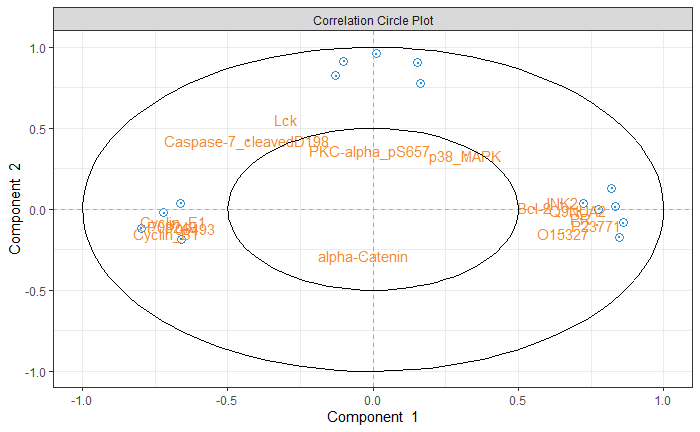 Correlation Circle Plot
1.0
0.5
0.0
-0.5
-1.0
Component 2
Lck
Caspase-7_cleavedD198
PKC-alpha_pS657
p38_MAPK
JNK2
Bcl-2
Cyclin_E1
P23771
O15327
alpha-Catenin
-1.0
-0.5
0.0
0.5
1.0
Component 1